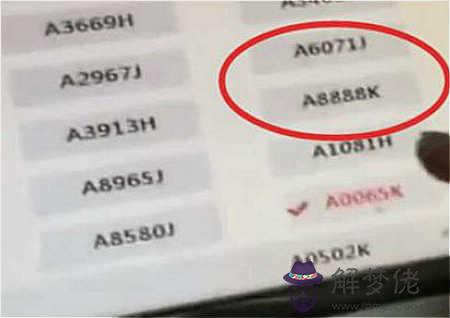 A3669H
A2967J
A3913H
A8965J
A8580J
A6071J
A8888K
A1081H
A0065K
A0502K
解梦佬